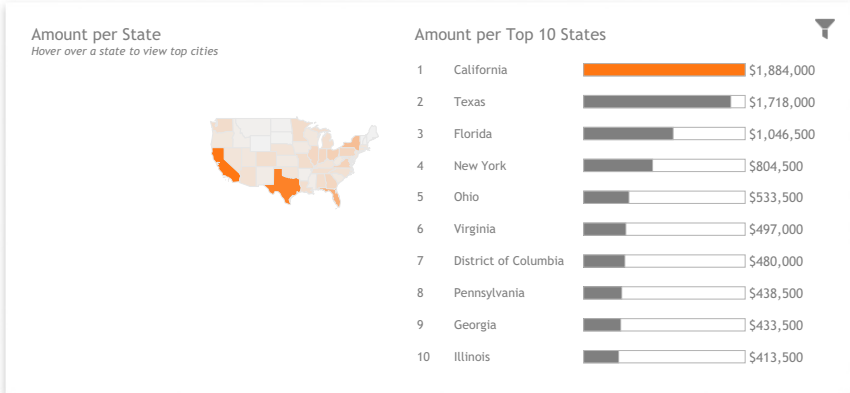 Amount per State
Hover over a state to view top cities
Amount per Top 10 States
1 California $1,884,000
2 Texas $1,718,000
3 Florida $1,046,500
4 New York $804,500
5 Ohio $533,500
6 Virginia $497,000
7 District of Columbia $480,000
8 Pennsylvania $438,500
9 Georgia $433,500
10 Illinois $413,500